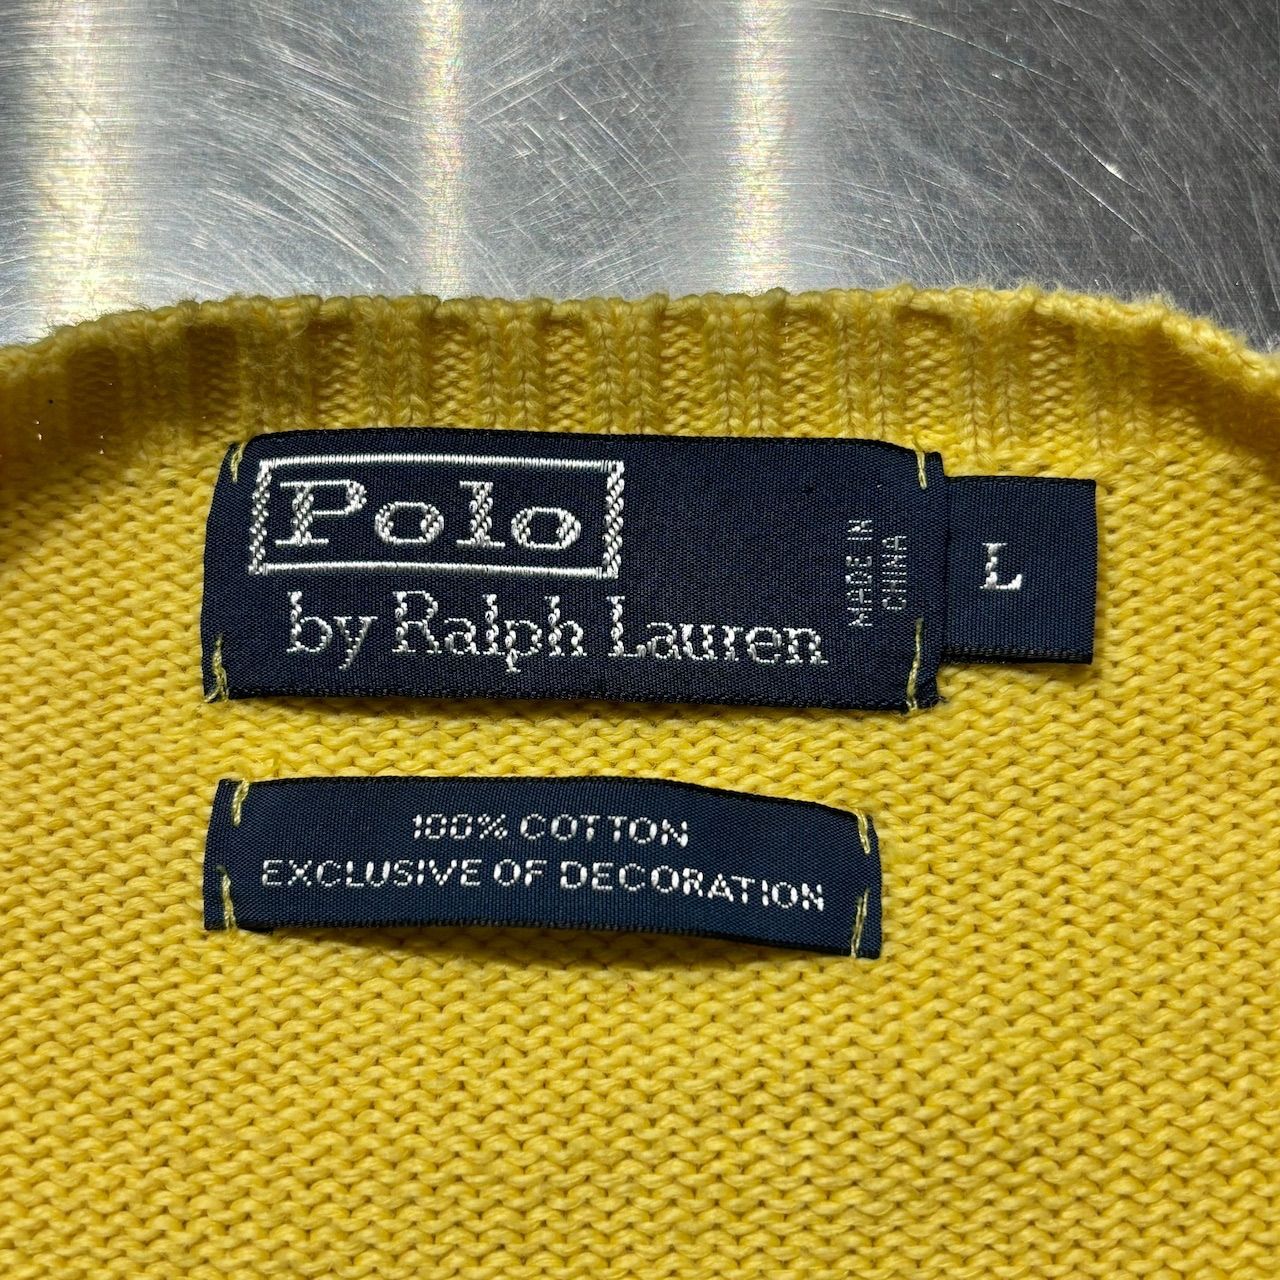 Polo
by Ralph Lauren
MADE IN
CHINA
L
100% COTTON
EXCLUSIVE OF DECORATION